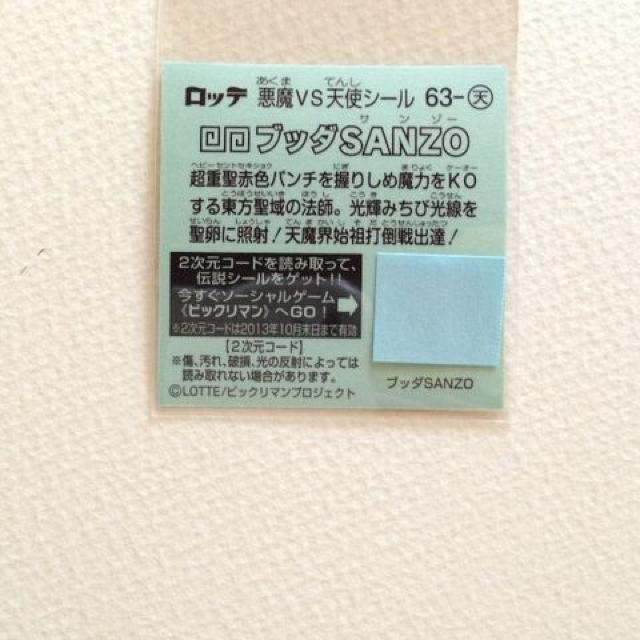 ロッテ 悪魔VS天使シール 63-天
ブッダSANZO
超重聖赤色パンチを握りしめ魔力をKO
する東方聖域の法師。光輝みちび光線を
聖卵に照射!天魔界始祖打倒戦出達!
2次元コードを読み取って、
伝説シールをゲット!!
今すぐソーシャルゲーム
〈ビックリマン〉へGO!
※2次元コードは2013年10月末日まで有効
[2次元コード]
※傷、汚れ、破損、光の反射によっては
読み取れない場合があります。
©LOTTE/ビックリマンプロジェクト
ブッダSANZO